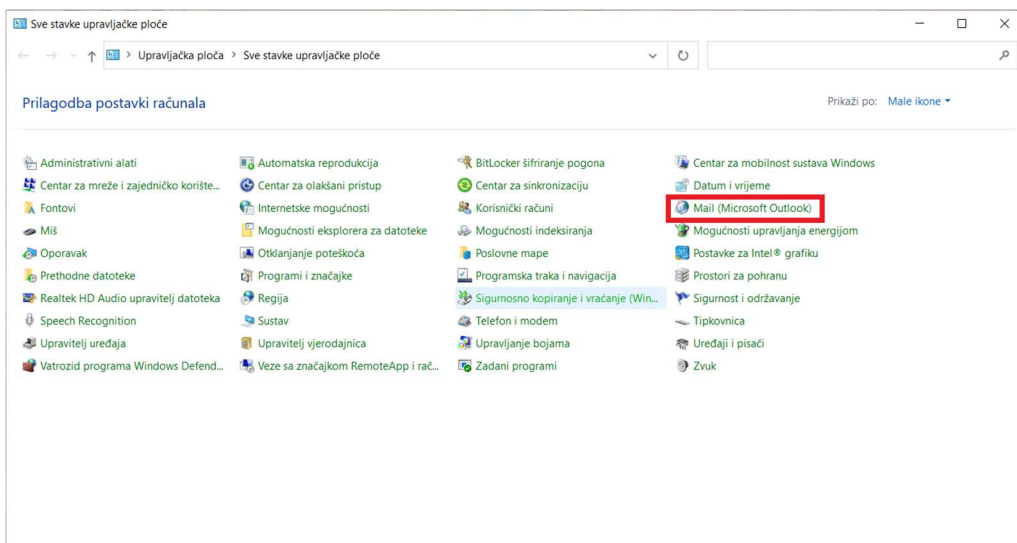 Sve stavke upravljačke ploče
Upravljačka ploča > Sve stavke upravljačke ploče
Prilagodba postavki računala
Prikaži po: Male ikone
Administrativni alati
Automatska reprodukcija
BitLocker šifriranje pogona
Centar za mobilnost sustava Windows
Centar za mreže i zajedničko korište...
Centar za olakšani pristup
Centar za sinkronizaciju
Datum i vrijeme
Fontovi
Internetske mogućnosti
Korisnički računi
Mail (Microsoft Outlook)
Miš
Mogućnosti eksplorera za datoteke
Mogućnosti indeksiranja
Mogućnosti upravljanja energijom
Oporavak
Otklanjanje poteškoća
Poslovne mape
Postavke za Intel® grafiku
Prethodne datoteke
Programi i značajke
Programska traka i navigacija
Prostori za pohranu
Realtek HD Audio upravitelj datoteka
Regija
Sigurnosno kopiranje i vraćanje (Win...
Sigurnost i održavanje
Speech Recognition
Sustav
Telefon i modem
Tipkovnica
Upravitelj uređaja
Upravitelj vjerodajnica
Upravljanje bojama
Uređaji i pisači
Vatrozid programa Windows Defend...
Veze sa značajkom RemoteApp i rač...
Zadani programi
Zvuk